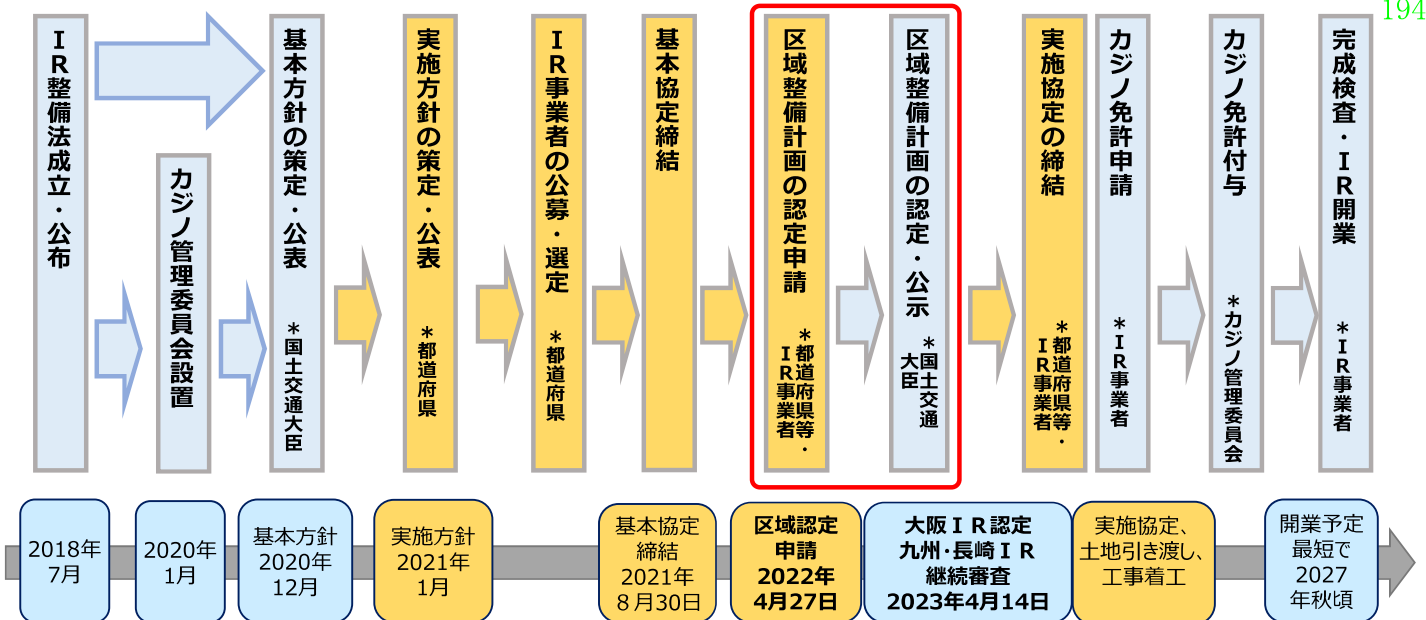 194
IR整備法成立・公布
カジノ管理委員会設置
基本方針の策定・公表
*国土交通大臣
実施方針の策定・公表
*都道府県
IR事業者の公募・選定
*都道府県
基本協定締結
区域整備計画の認定申請
*都道府県等・
IR事業者
区域整備計画の認定・公示
*国土交通
大臣
実施協定の締結
*都道府県等・
IR事業者
カジノ免許申請
*IR事業者
カジノ免許付与
*カジノ管理委員会
完成検査・IR開業
*IR事業者
2018年
7月
2020年
1月
基本方針
2020年
12月
実施方針
2021年
1月
基本協定
締結
2021年
8月30日
区域認定
申請
2022年
4月27日
大阪IR認定
九州・長崎IR
継続審査
2023年4月14日
実施協定、
土地引き渡し、
工事着工
開業予定
最短で
2027
年秋頃